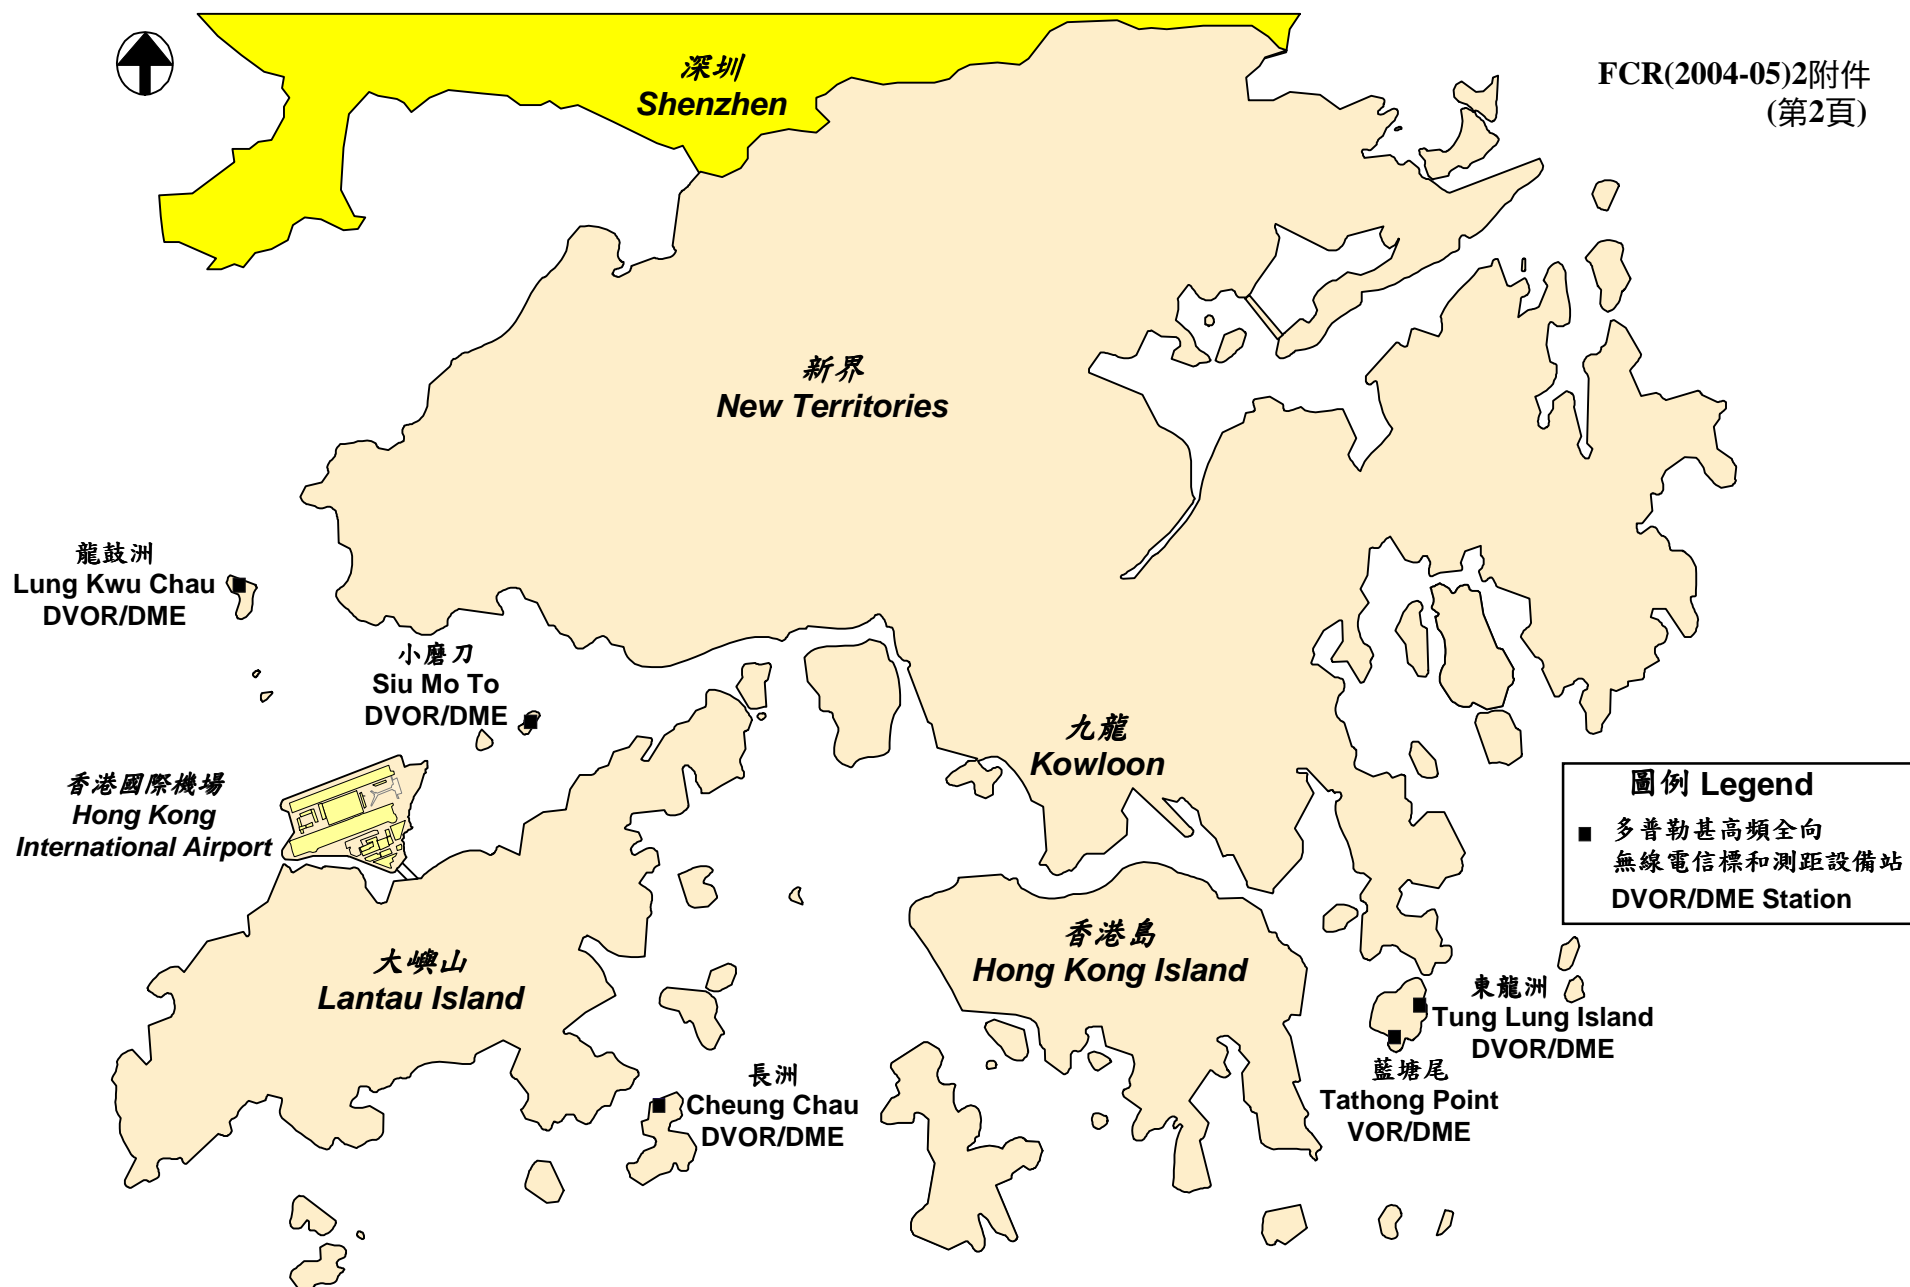 FCR(2004-05)2附件
(第2頁)
深圳
Shenzhen
新界
New Territories
龍鼓洲
Lung Kwu Chau
DVOR/DME
小磨刀
Siu Mo To
DVOR/DME
九龍
Kowloon
香港國際機場
Hong Kong
International Airport
圖例 Legend
多普勒甚高頻全向
無線電信標和測距設備站
DVOR/DME Station
大嶼山
Lantau Island
香港島
Hong Kong Island
東龍洲
Tung Lung Island
DVOR/DME
藍塘尾
Tathong Point
VOR/DME
長洲
Cheung Chau
DVOR/DME